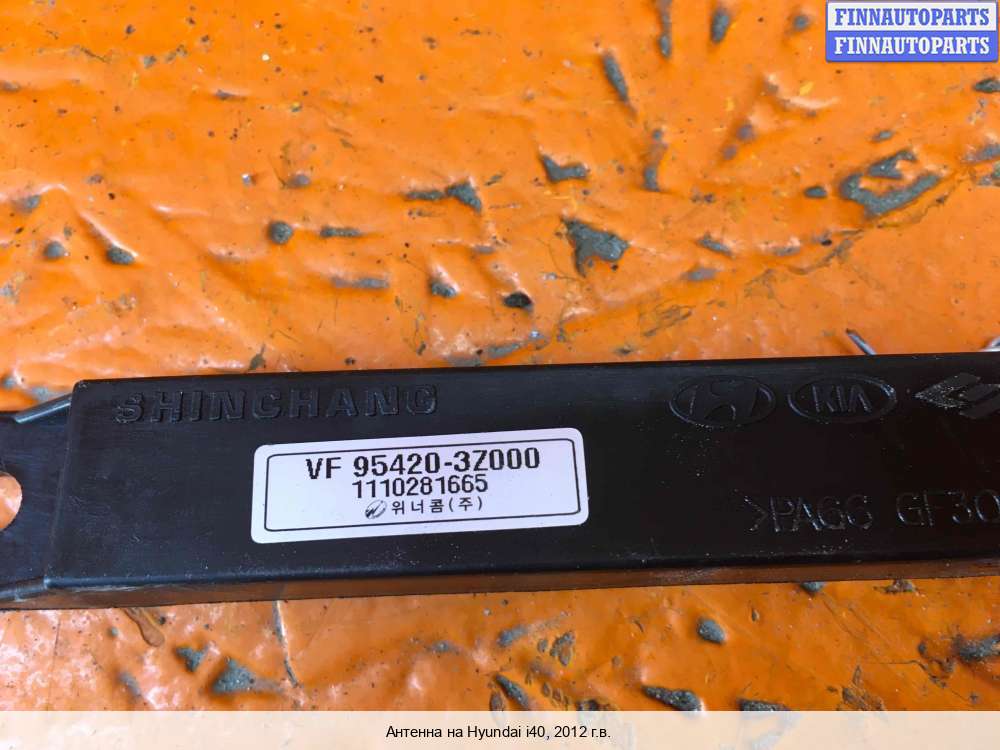 FINNAUTOPARTS
FINNAUTOPARTS
SHINCHANG
KIA
VF 95420-3Z000
1110281665
위너콤(주)
>PA66 GF30
Антенна на Hyundai i40, 2012 г.в.